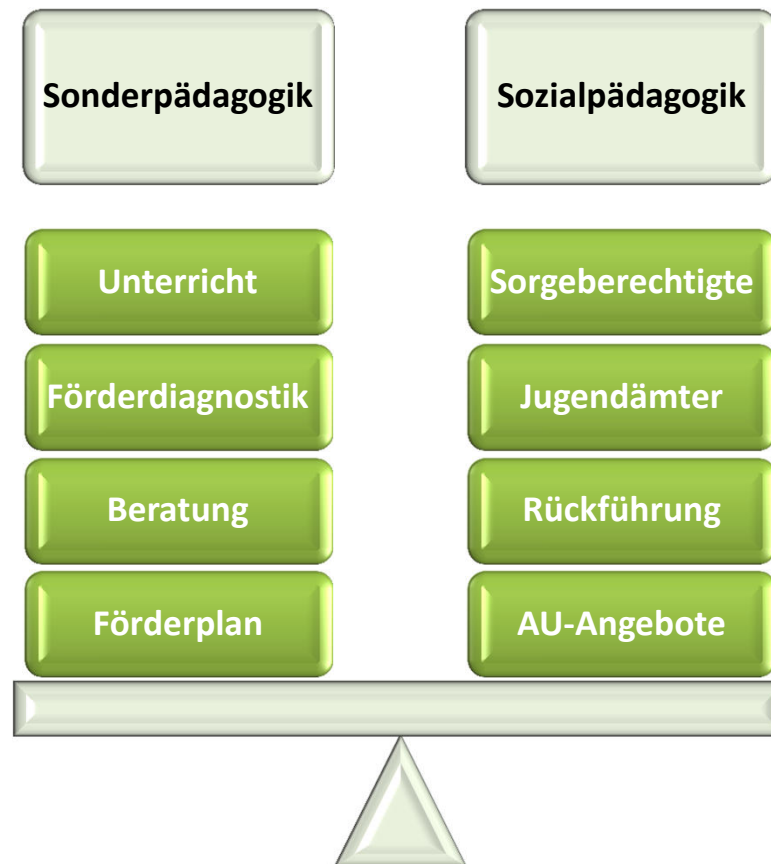 Sonderpädagogik
Sozialpädagogik
Unterricht
Sorgeberechtigte
Förderdiagnostik
Jugendämter
Beratung
Rückführung
Förderplan
AU-Angebote